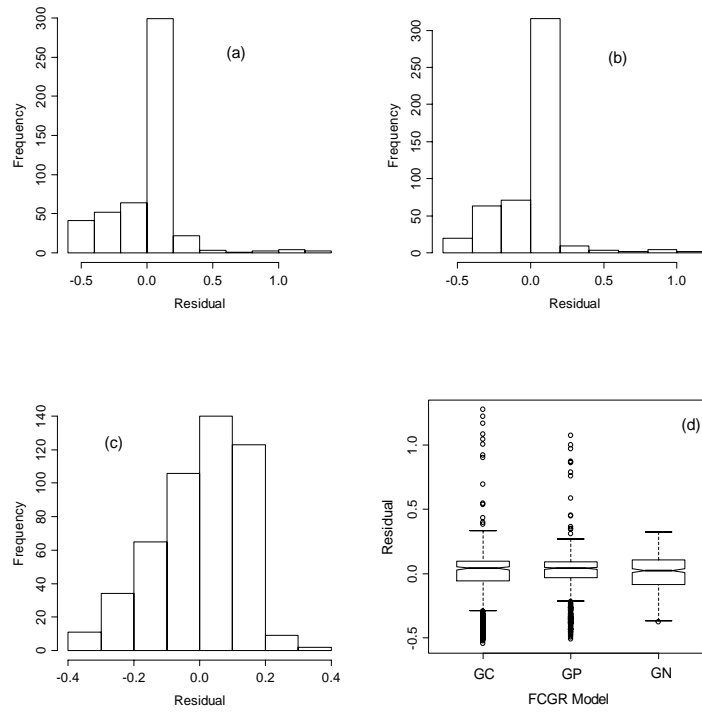 (a)
Frequency
0 50 100 150 200 250 300
-0.5 0.0 0.5 1.0
Residual
(b)
Frequency
0 50 100 150 200 250 300
-0.5 0.0 0.5 1.0
Residual
(c)
Frequency
0 20 40 60 80 100 120 140
-0.4 -0.2 0.0 0.2 0.4
Residual
(d)
Residual
-0.5 0.0 0.5 1.0
GC GP GN
FCGR Model